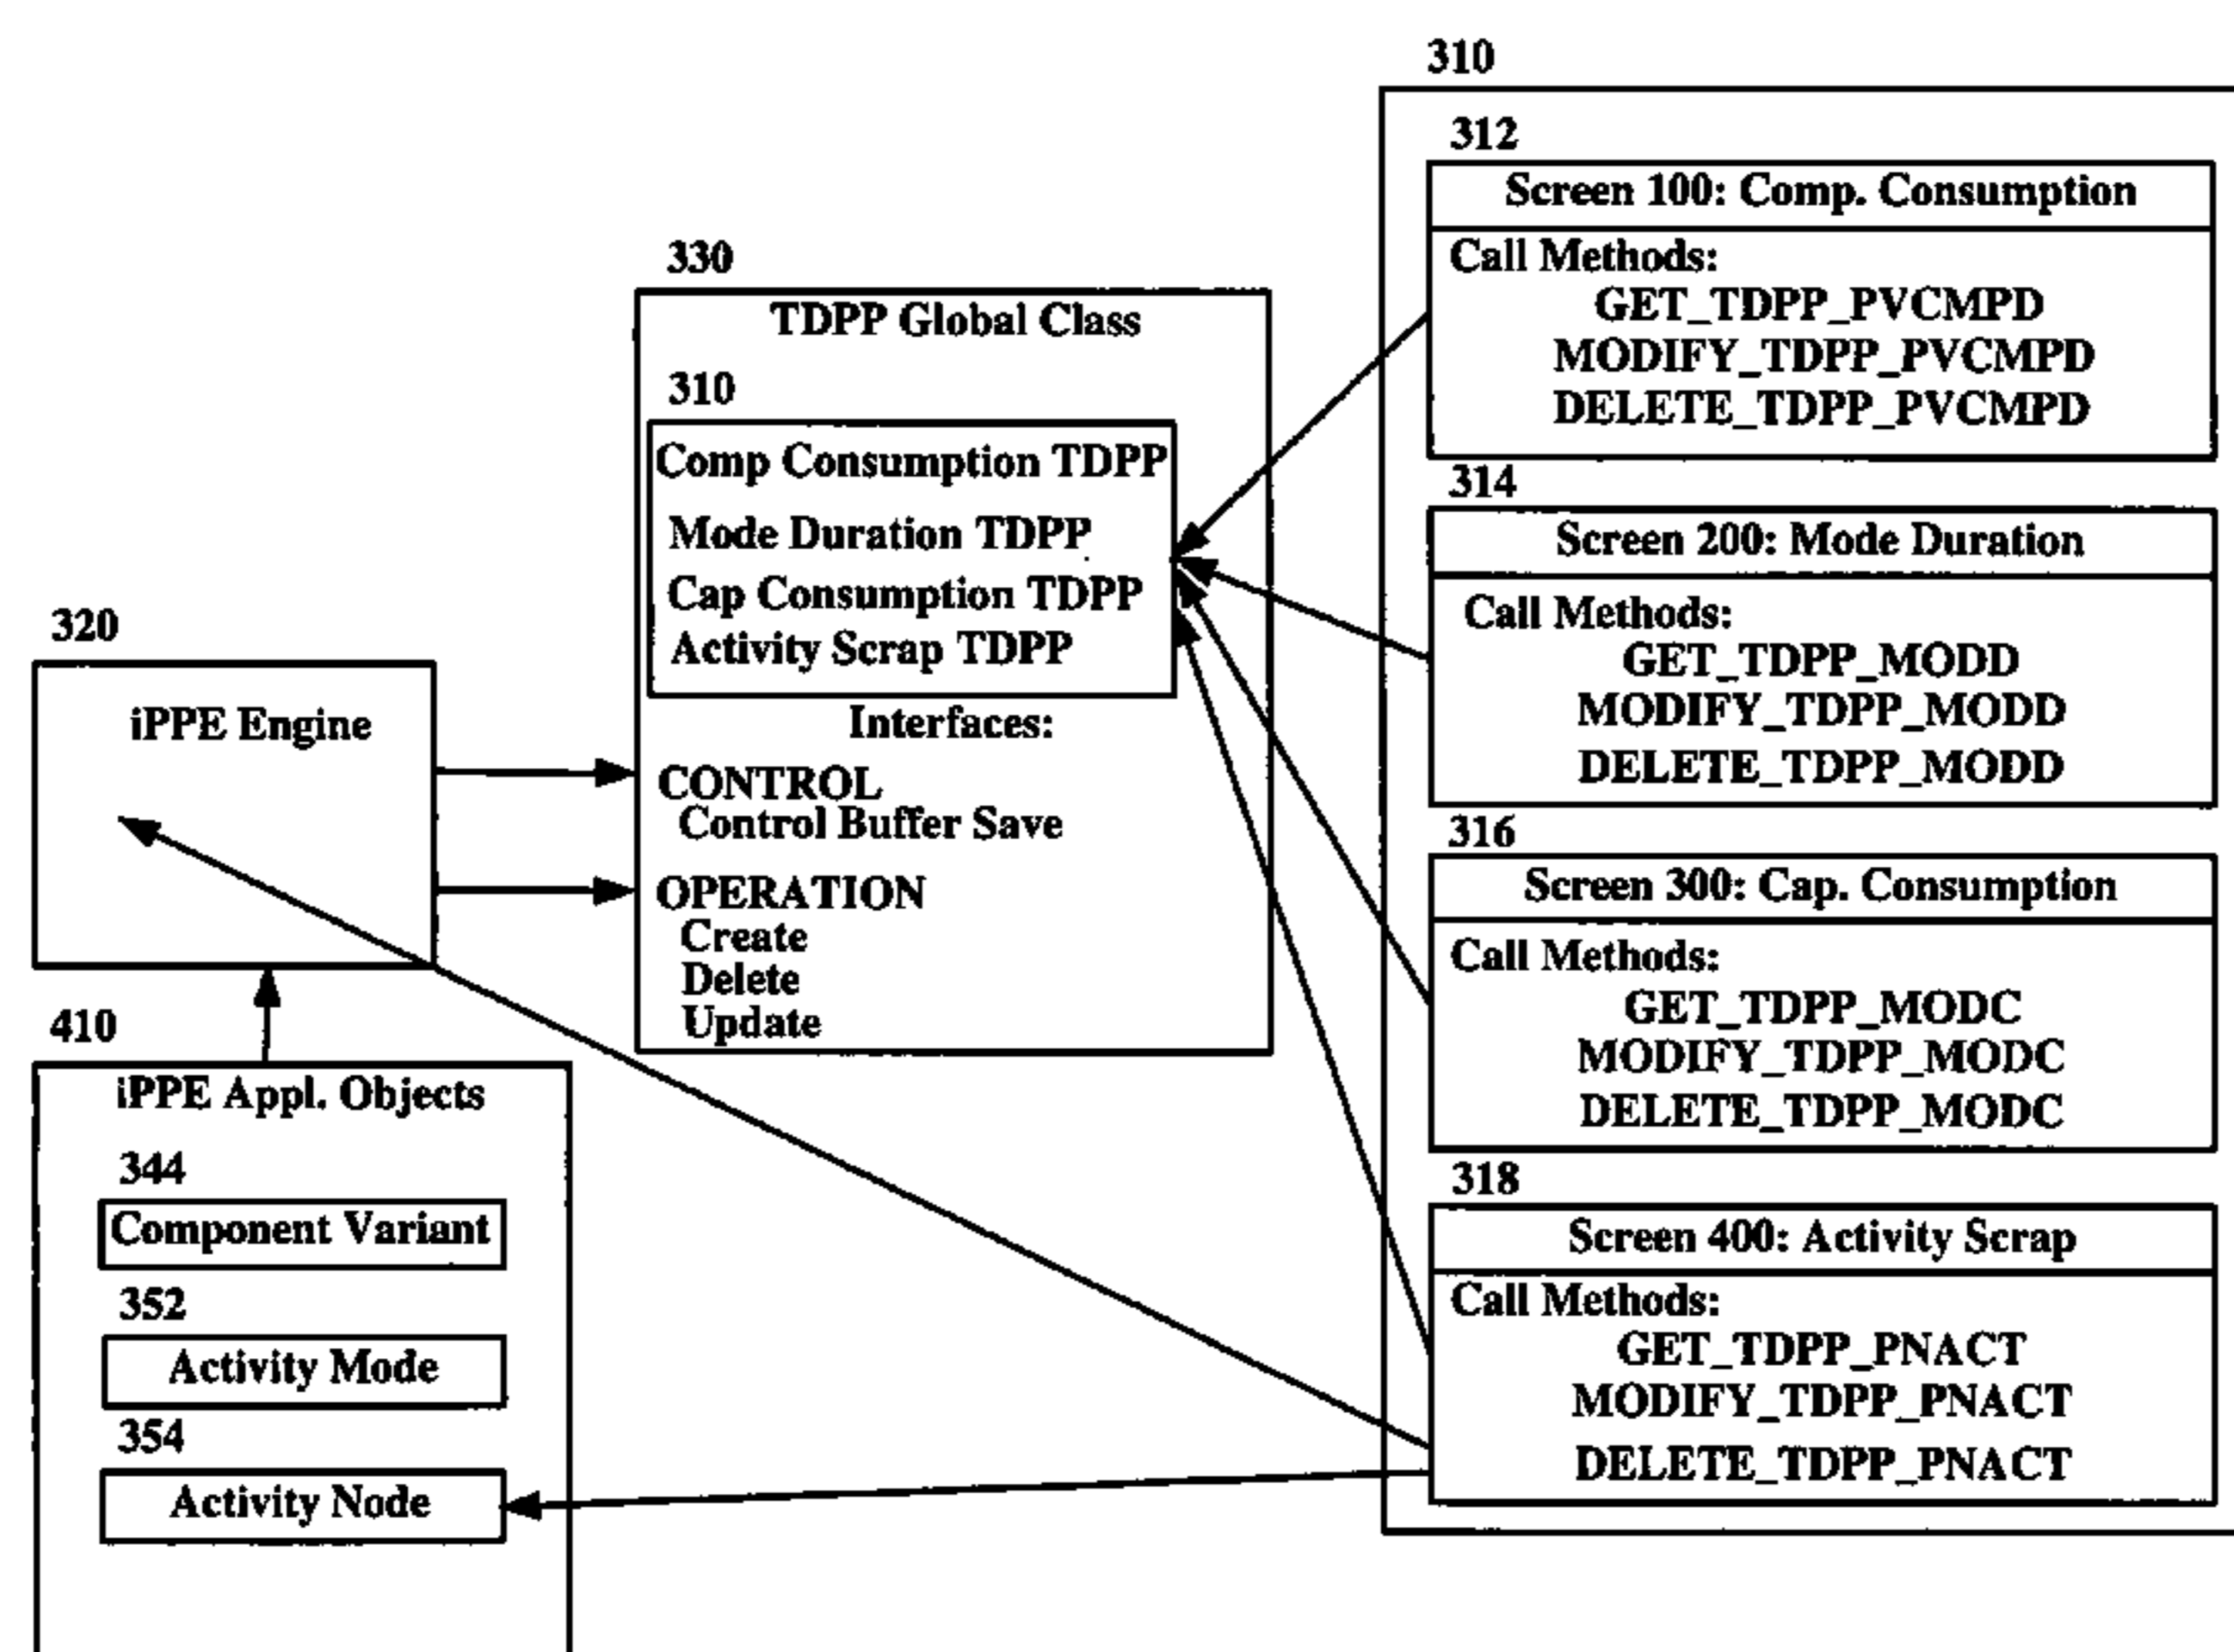 310
312
Screen 100: Comp. Consumption
Call Methods:
GET_TDPP_PVCMPD
MODIFY_TDPP_PVCMPD
DELETE_TDPP_PVCMPD
314
Screen 200: Mode Duration
Call Methods:
GET_TDPP_MODD
MODIFY_TDPP_MODD
DELETE_TDPP_MODD
316
Screen 300: Cap. Consumption
Call Methods:
GET_TDPP_MODC
MODIFY_TDPP_MODC
DELETE_TDPP_MODC
318
Screen 400: Activity Scrap
Call Methods:
GET_TDPP_PNACT
MODIFY_TDPP_PNACT
DELETE_TDPP_PNACT
330
TDPP Global Class
310
Comp Consumption TDPP
Mode Duration TDPP
Cap Consumption TDPP
Activity Scrap TDPP
Interfaces:
CONTROL
Control Buffer Save
OPERATION
Create
Delete
Update
320
iPPE Engine
410
iPPE Appl. Objects
344
Component Variant
352
Activity Mode
354
Activity Node